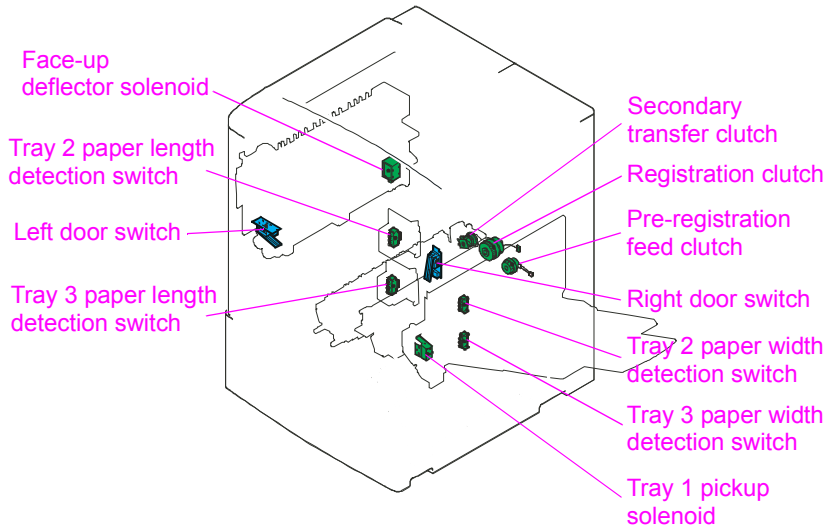 Face-up
deflector solenoid
Tray 2 paper length
detection switch
Left door switch
Tray 3 paper length
detection switch
Secondary
transfer clutch
Registration clutch
Pre-registration
feed clutch
Right door switch
Tray 2 paper width
detection switch
Tray 3 paper width
detection switch
Tray 1 pickup
solenoid